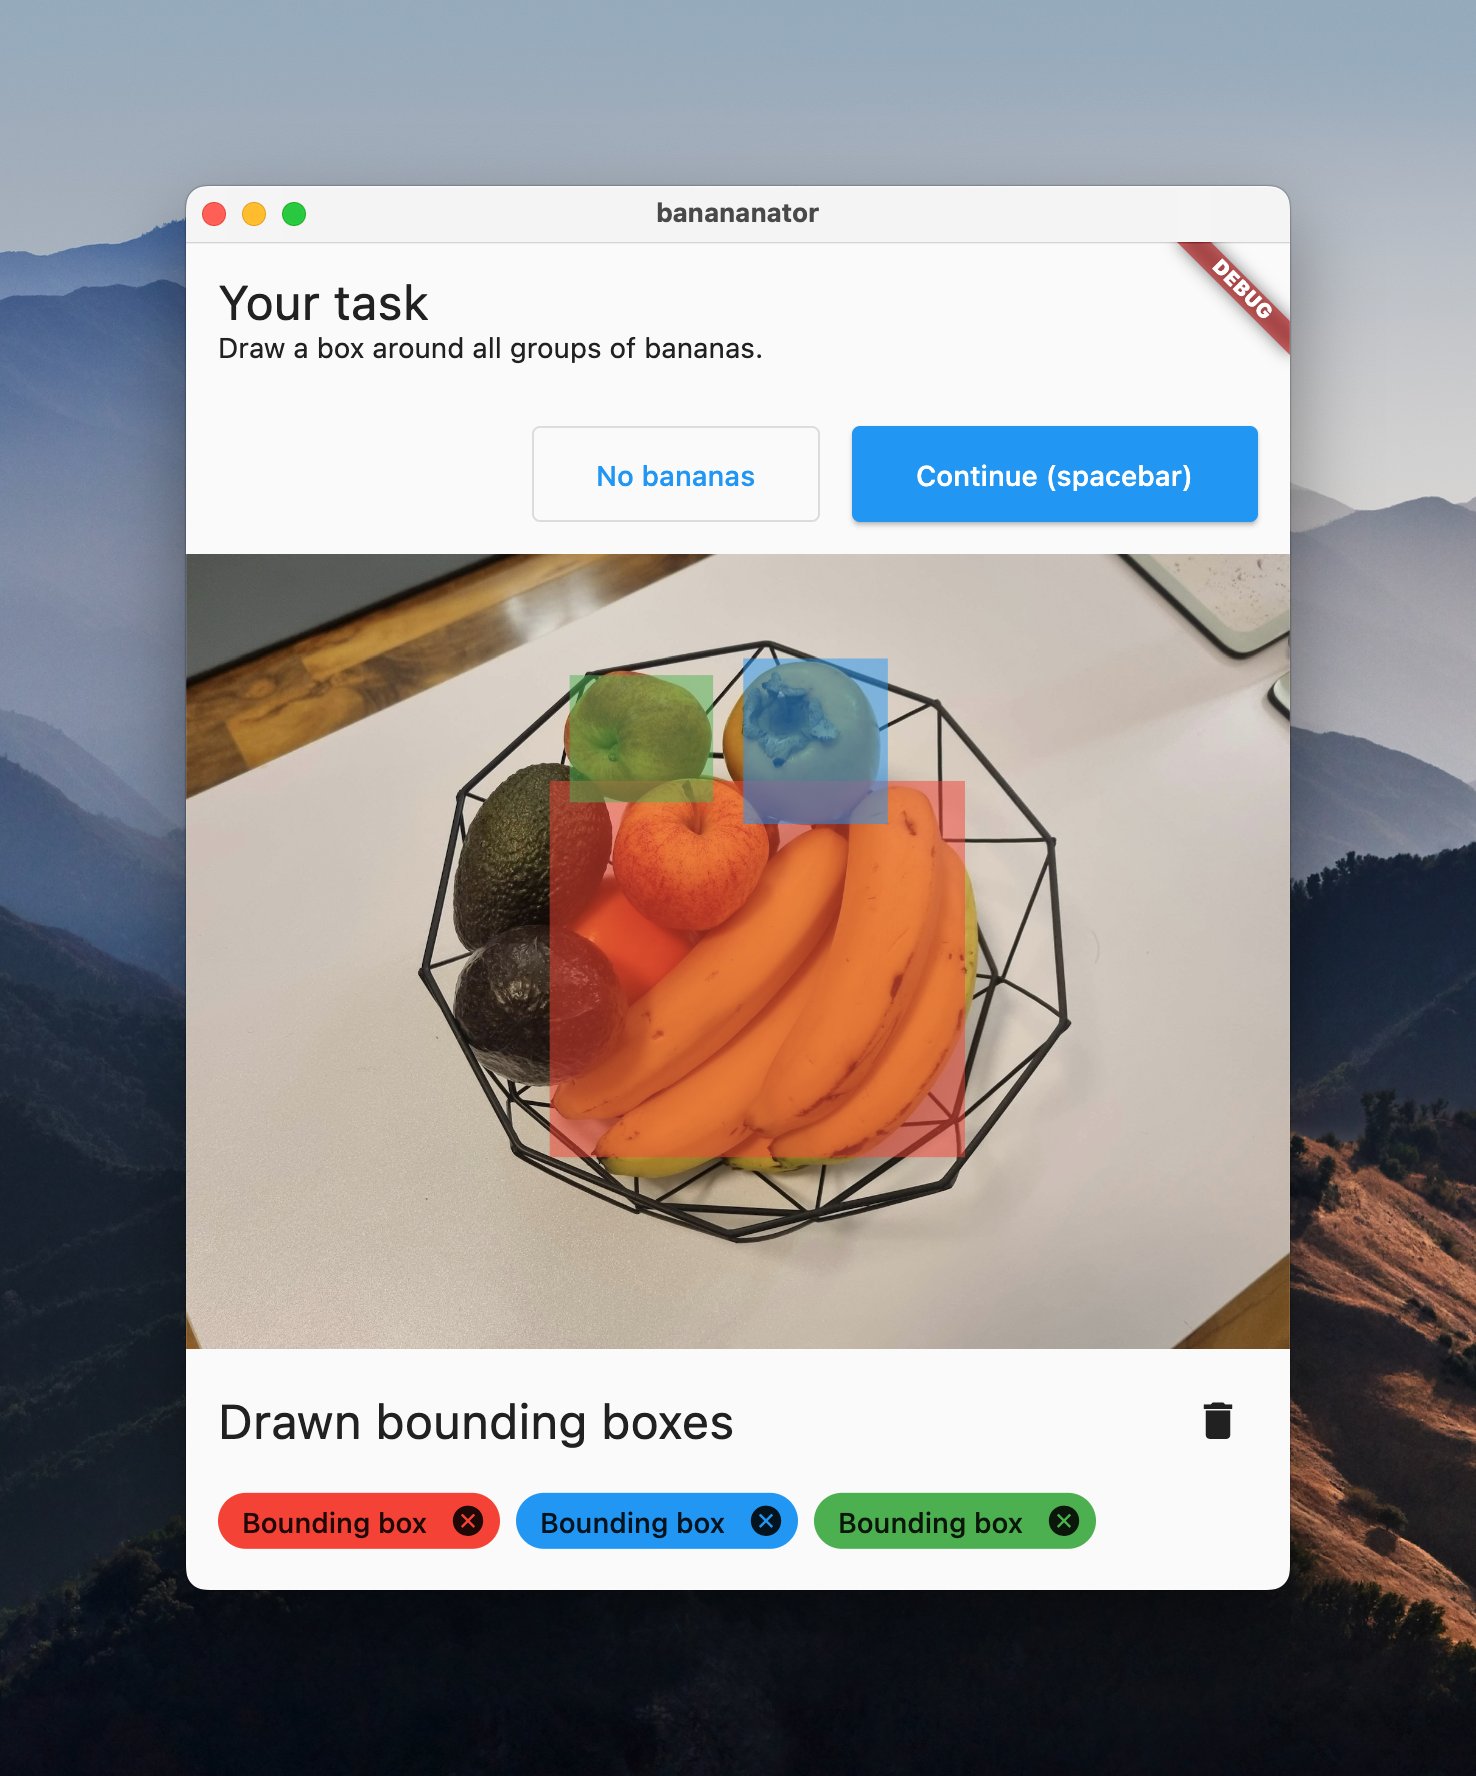 banananator
DEBUG
Your task
Draw a box around all groups of bananas.
No bananas
Continue (spacebar)
Drawn bounding boxes
Bounding box
Bounding box
Bounding box